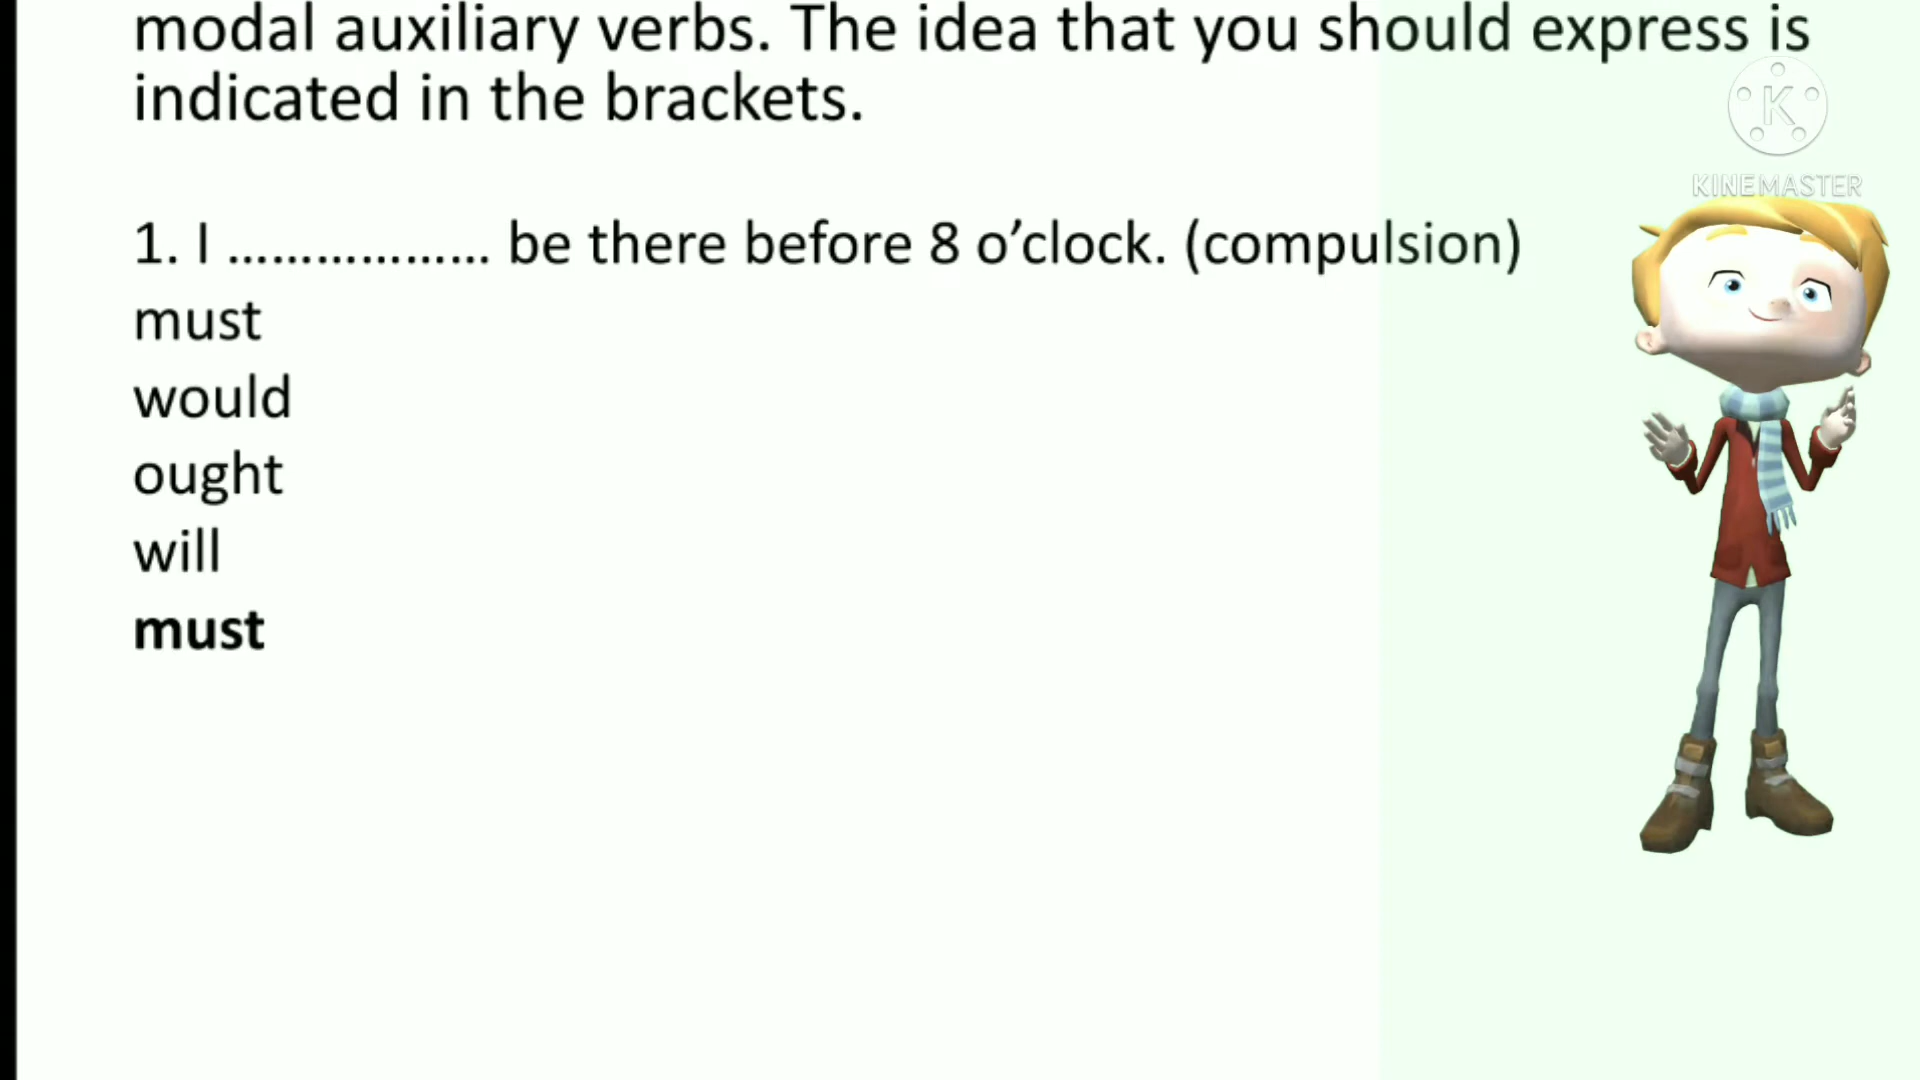 modal auxiliary verbs. The idea that you should express is
indicated in the brackets.
1. I .................. be there before 8 o’clock. (compulsion)
must
would
ought
will
must
K
KINEMASTER